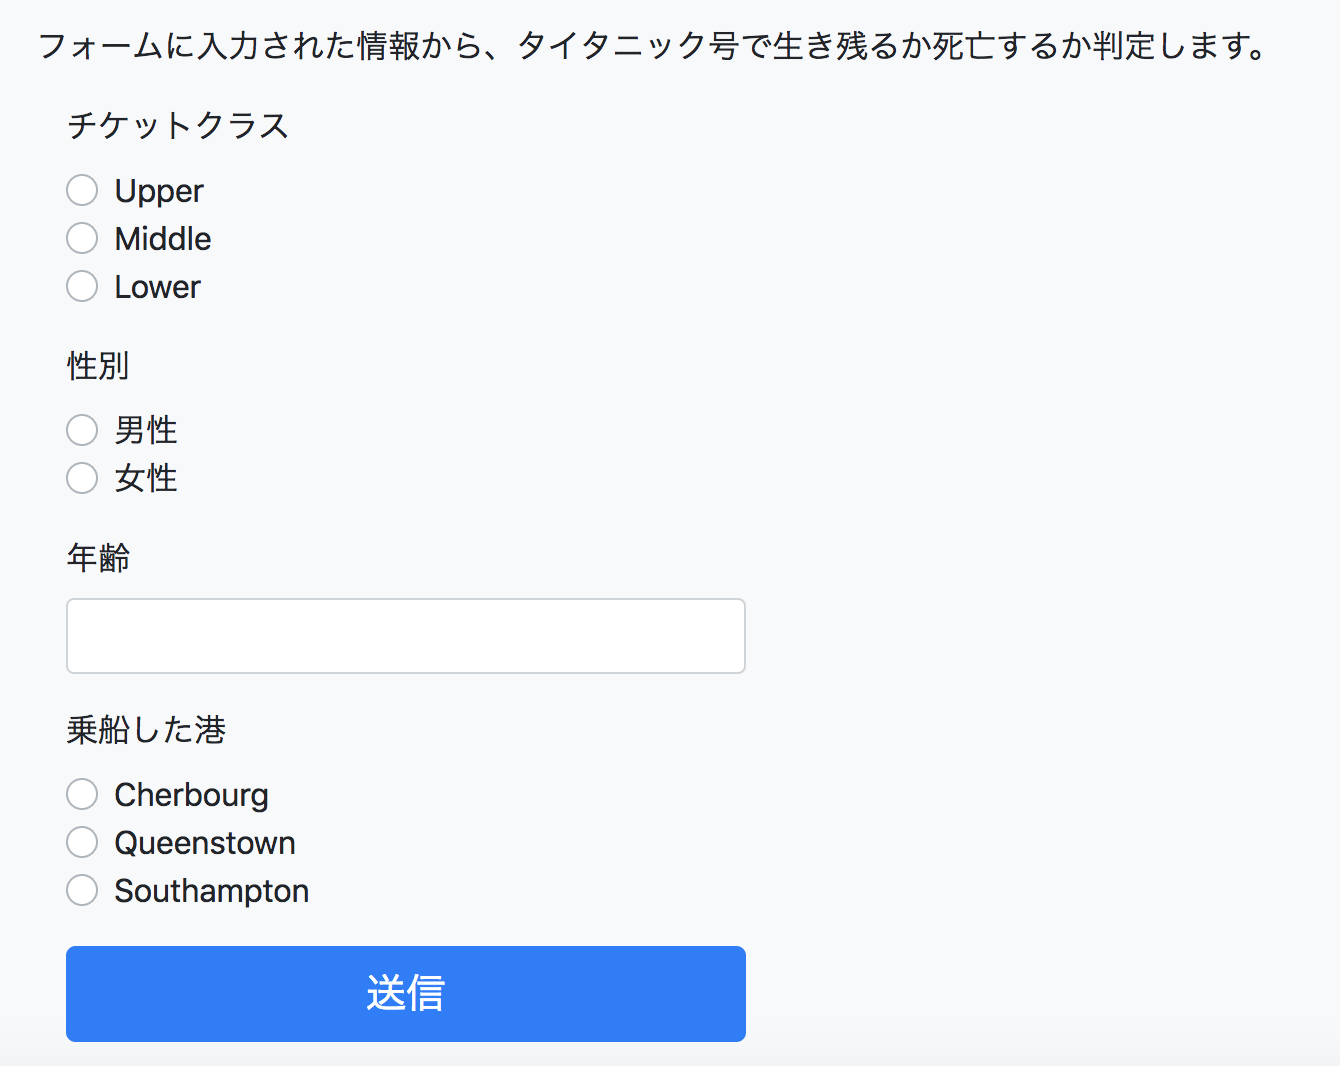 フォームに入力された情報から、タイタニック号で生き残るか死亡するか判定します。
チケットクラス
Upper
Middle
Lower
性別
男性
女性
年齢
乗船した港
Cherbourg
Queenstown
Southampton
送信